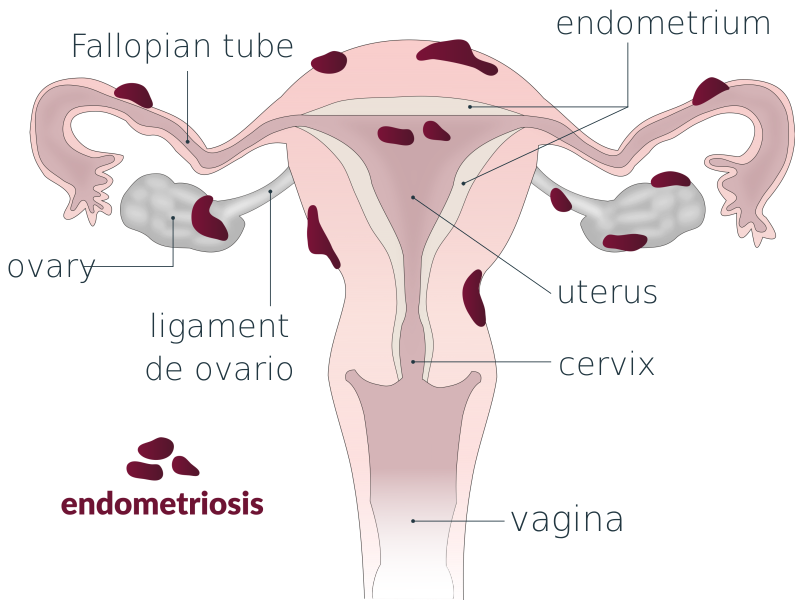 endometrium
Fallopian tube
ovary
uterus
ligament
de ovario
cervix
endometriosis
vagina